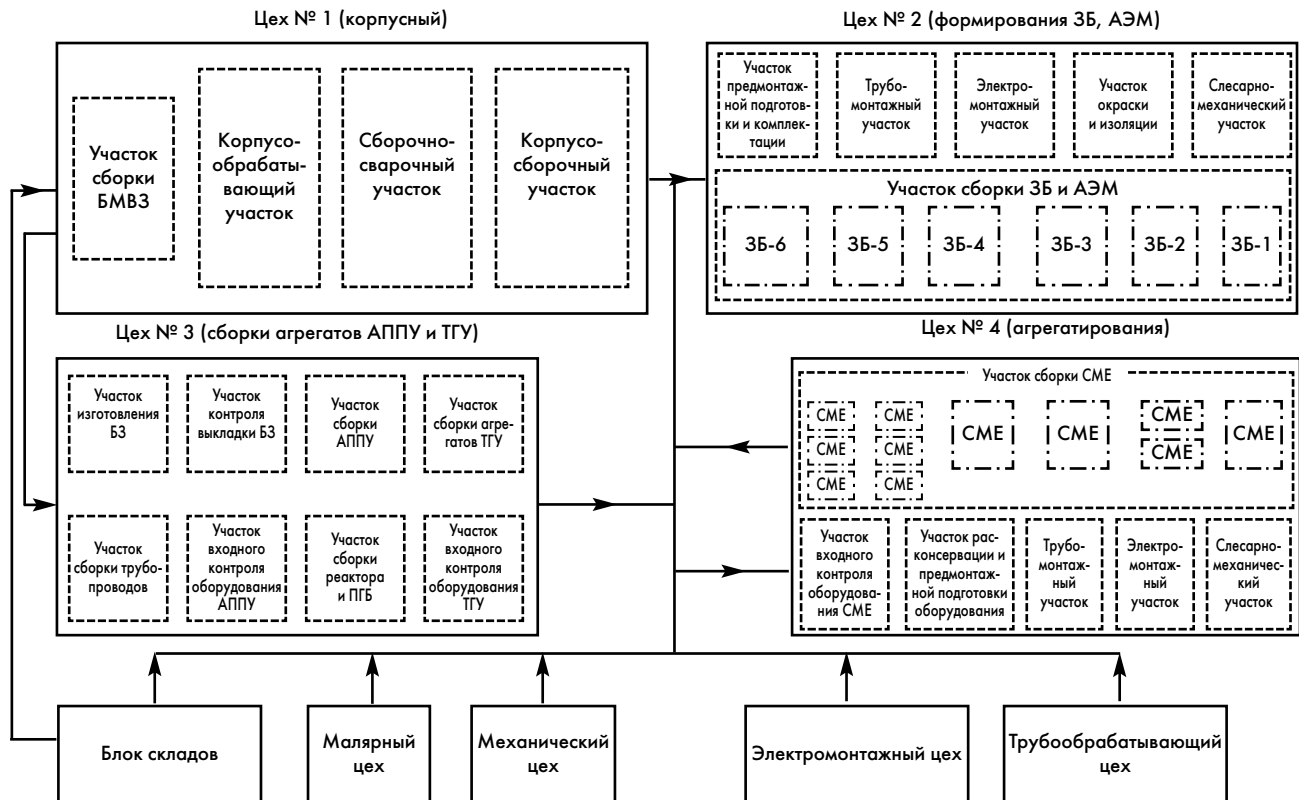 Цех № 1 (корпусный)
Участок
сборки
БМВЗ
Корпусо-
обрабаты-
вающий
участок
Сборочно-
сварочный
участок
Корпусо-
сборочный
участок
Цех № 2 (формирования ЗБ, АЭМ)
Участок
предмонтаж-
ной подготов-
ки и комплек-
тации
Трубо-
монтажный
участок
Электро-
монтажный
участок
Участок
окраски
и изоляции
Слесарно-
механический
участок
Участок сборки ЗБ и АЭМ
ЗБ-6
ЗБ-5
ЗБ-4
ЗБ-3
ЗБ-2
ЗБ-1
Цех № 3 (сборки агрегатов АППУ и ТГУ)
Участок
изготовления
БЗ
Участок
контроля
выкладки БЗ
Участок
сборки
АППУ
Участок
сборки агре-
гатов ТГУ
Участок
сборки трубо-
проводов
Участок
входного
контроля
оборудования
АППУ
Участок
сборки
реактора
и ПГБ
Участок
входного
контроля
оборудования
ТГУ
Цех № 4 (агрегатирования)
Участок сборки СМЕ
СМЕ
СМЕ
СМЕ
СМЕ
СМЕ
СМЕ
СМЕ
СМЕ
СМЕ
СМЕ
СМЕ
Участок
входного
контроля
оборудова-
ния СМЕ
Участок рас-
консервации и
предмонтаж-
ной подготовки
оборудования
Трубо-
монтаж-
ный
участок
Электро-
монтаж-
ный
участок
Слесарно-
механичес-
кий
участок
Блок складов
Малярный
цех
Механический
цех
Электромонтажный цех
Трубообрабатывающий
цех